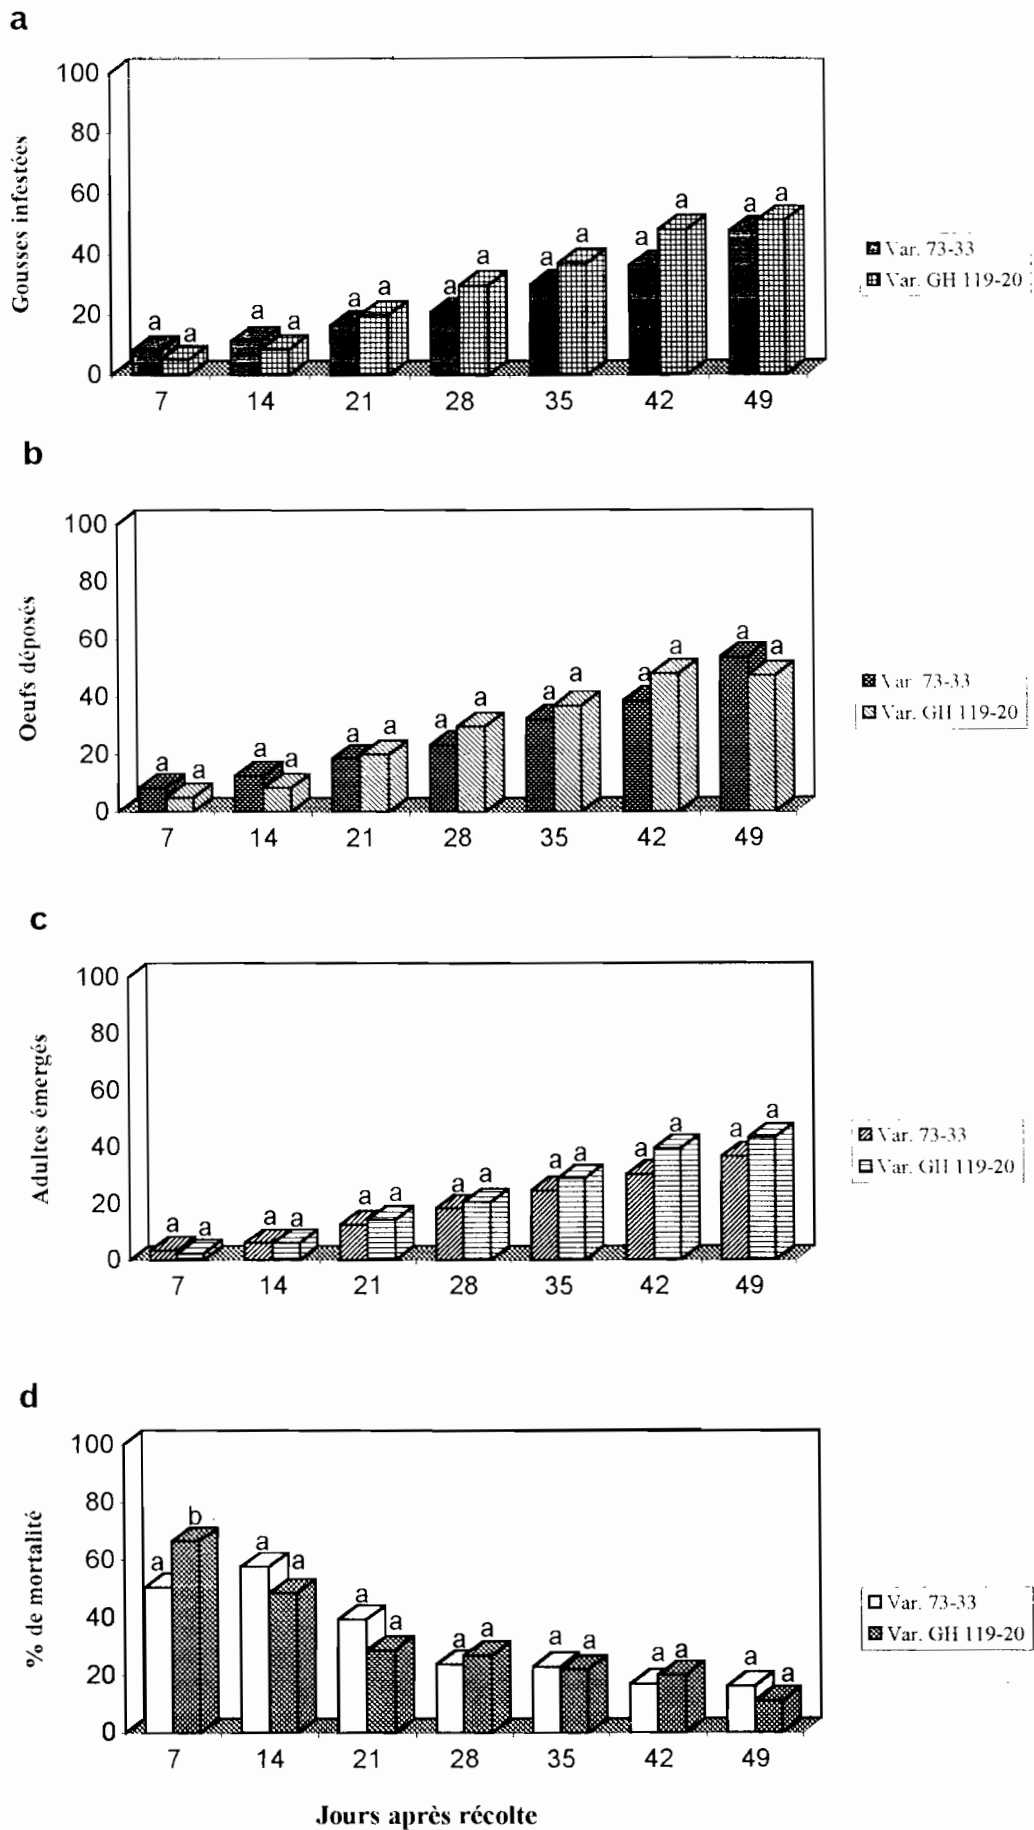 a
Gousses infestées
100
80
60
40
20
0
a a a a a a a a a a a a a a
7 14 21 28 35 42 49
Var. 73-33
Var. GH 119-20
b
Oeufs déposés
100
80
60
40
20
0
a a a a a a a a a a a a a a
7 14 21 28 35 42 49
Var. 73-33
Var. GH 119-20
c
Adultes émergés
100
80
60
40
20
0
a a a a a a a a a a a a a a
7 14 21 28 35 42 49
Var. 73-33
Var. GH 119-20
d
% de mortalité
100
80
60
40
20
0
a b a a a a a a a a a a a a
7 14 21 28 35 42 49
Var. 73-33
Var. GH 119-20
Jours après récolte